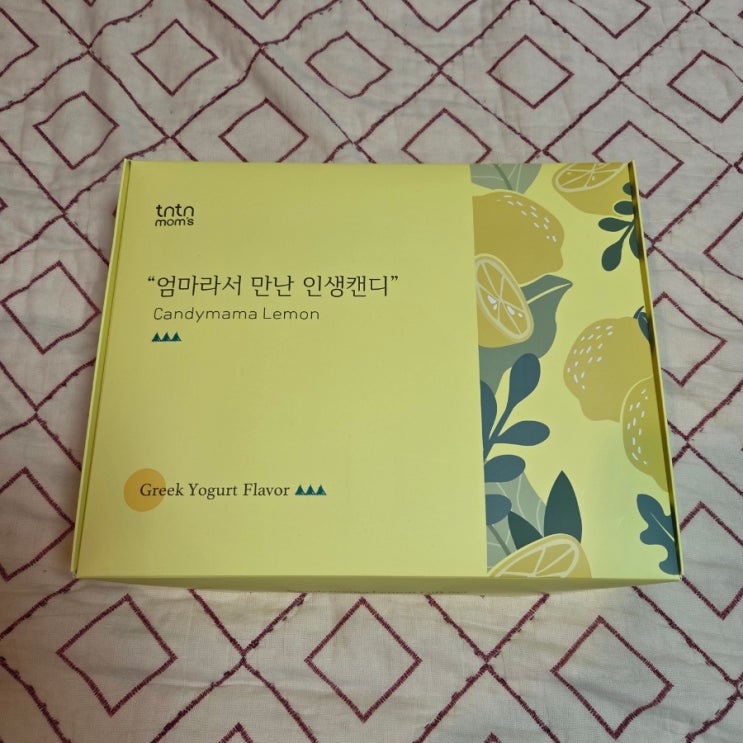 tntn
mom's
“엄마라서 만난 인생캔디”
Candymama Lemon
Greek Yogurt Flavor